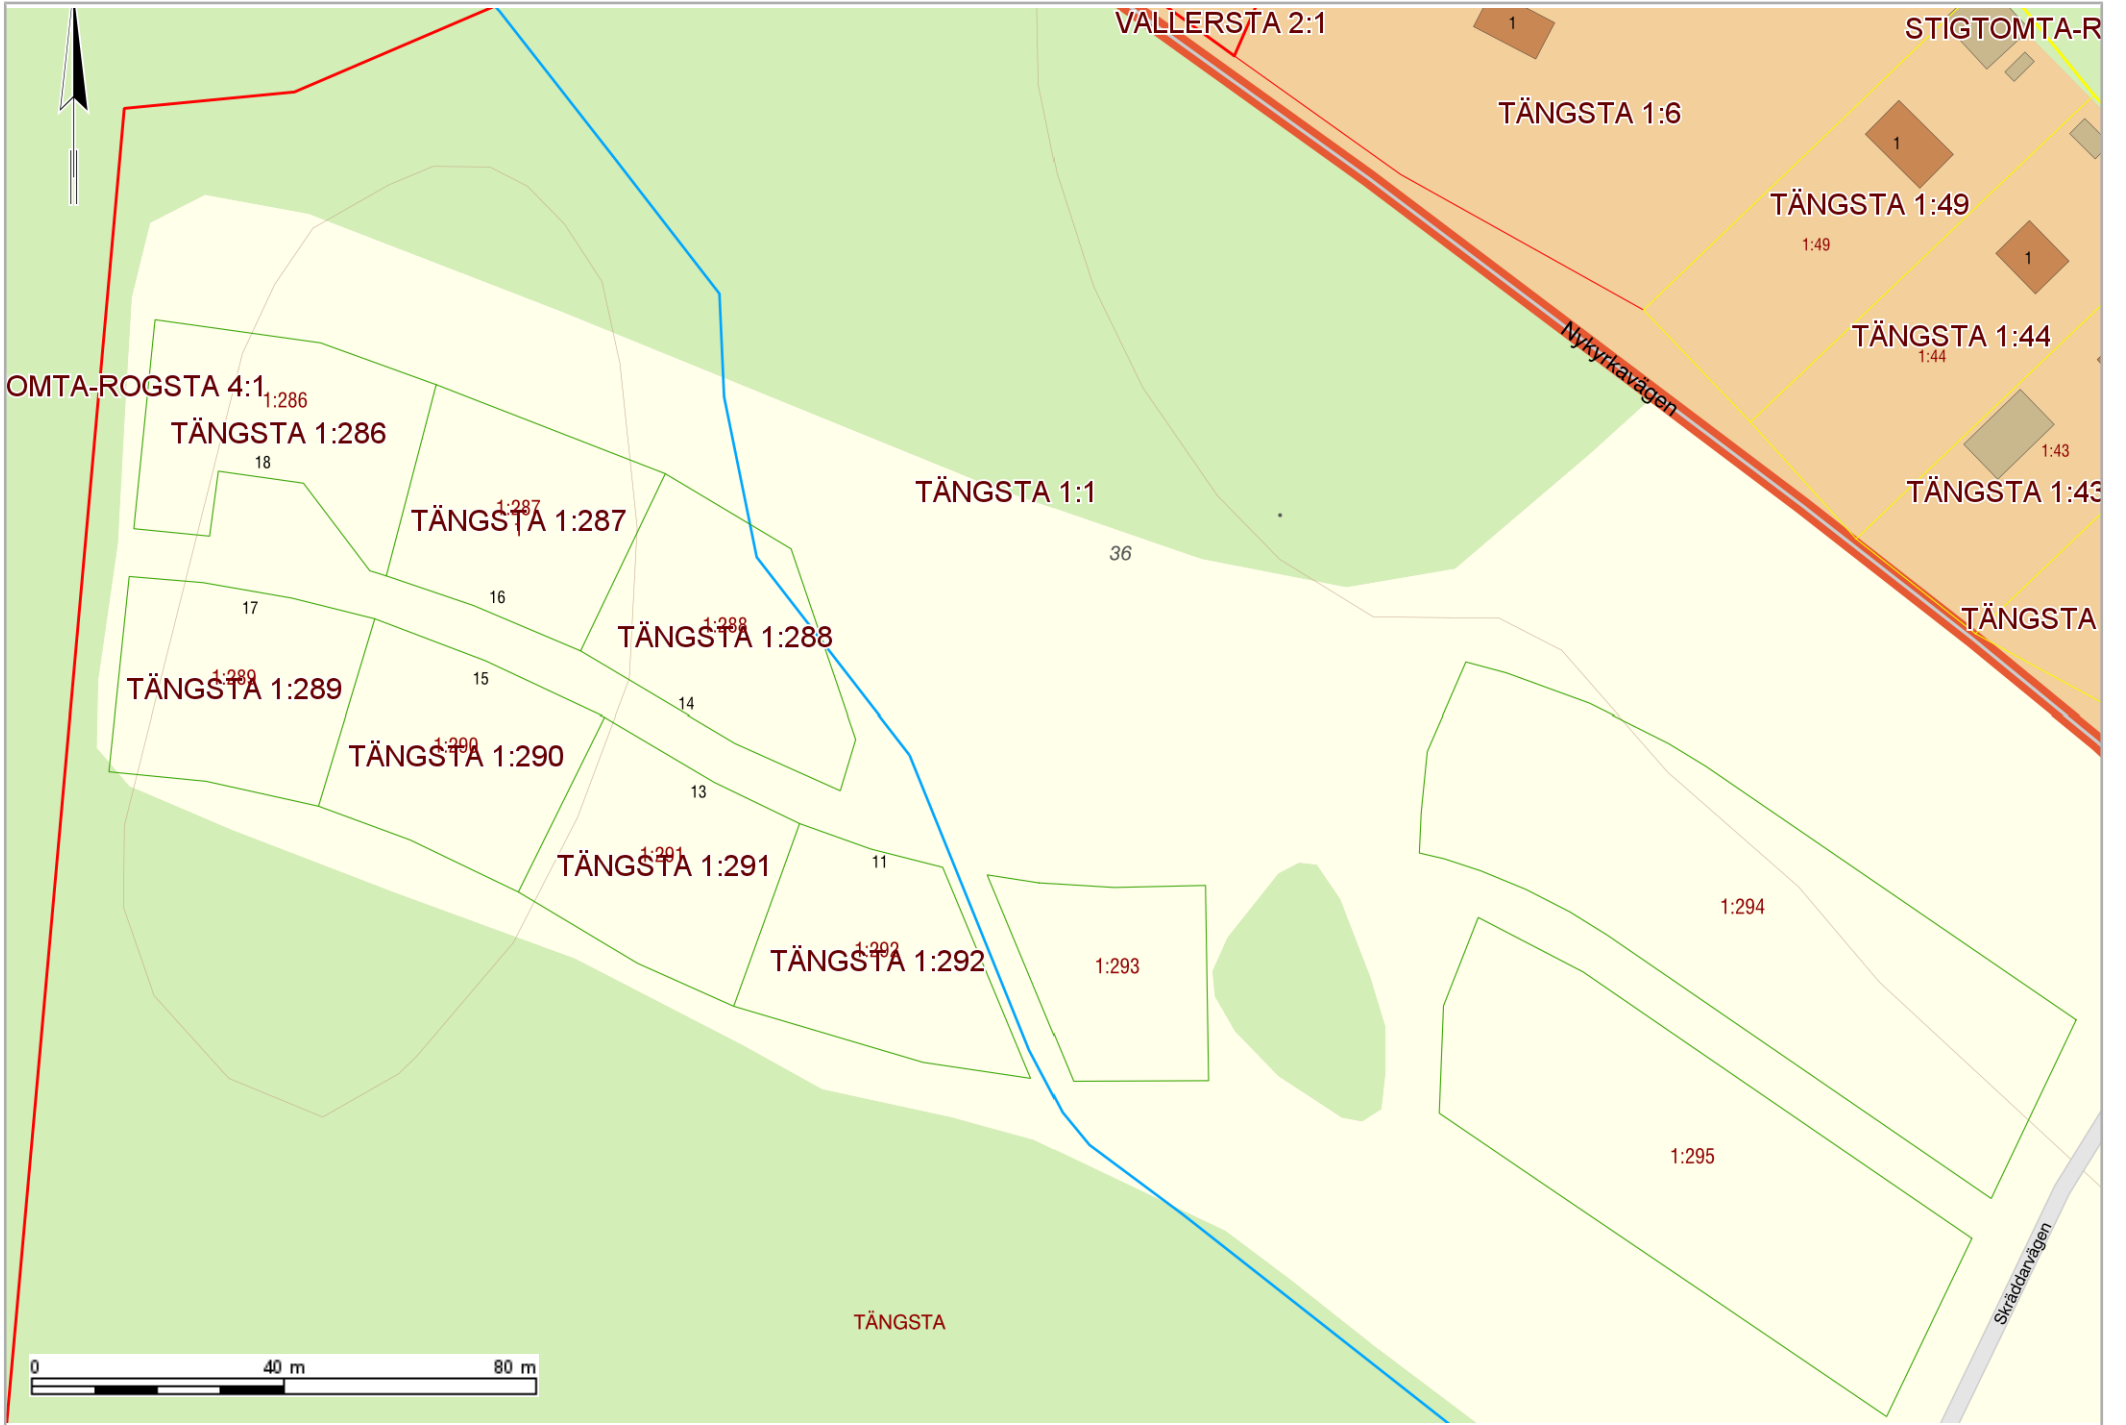 VALLERSTA 2:1
1
STIGTOMTA-R
TÄNGSTA 1:6
1
TÄNGSTA 1:49
1:49
1
TÄNGSTA 1:44
1:44
Nykyrkavägen
OMTA-ROGSTA 4:1
1:286
TÄNGSTA 1:286
18
1:43
TÄNGSTA 1:43
TÄNGSTA 1:1
1:287
TÄNGSTA 1:287
1
36
16
17
TÄNGSTA
1:288
TÄNGSTA 1:288
1:289
TÄNGSTA 1:289
15
14
1:290
TÄNGSTA 1:290
13
1:291
TÄNGSTA 1:291
11
1:294
1:292
TÄNGSTA 1:292
1:293
1:295
Skräddarvägen
TÄNGSTA
0 40 m 80 m